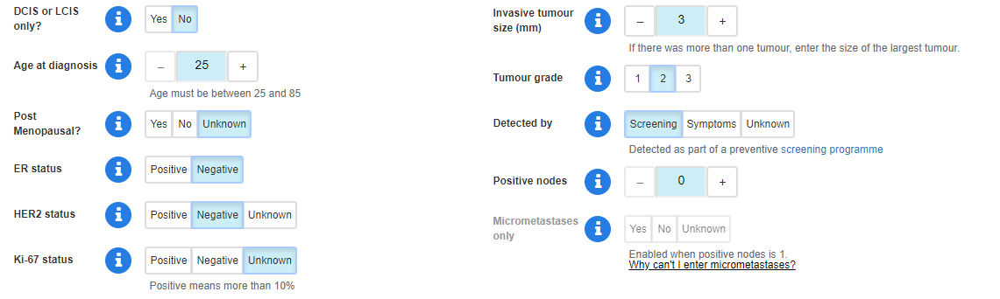 DCIS or LCIS
only?
Yes No
Age at diagnosis
– 25 +
Age must be between 25 and 85
Post
Menopausal?
Yes No Unknown
ER status
Positive Negative
HER2 status
Positive Negative Unknown
Ki-67 status
Positive Negative Unknown
Positive means more than 10%
Invasive tumour
size (mm)
– 3 +
If there was more than one tumour, enter the size of the largest tumour.
Tumour grade
1 2 3
Detected by
Screening Symptoms Unknown
Detected as part of a preventive screening programme
Positive nodes
– 0 +
Micrometastases
only
Yes No Unknown
Enabled when positive nodes is 1.
Why can't I enter micrometastases?